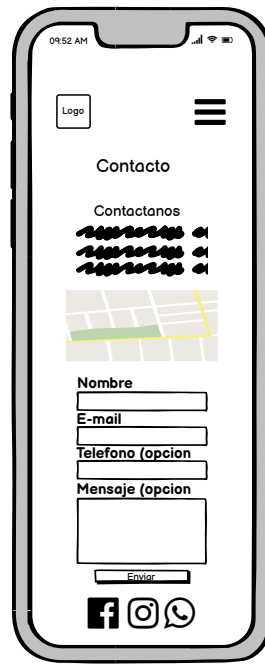 09:52 AM
Logo
Contacto
Contactanos
Nombre
E-mail
Telefono (opcion
Mensaje (opcion
Enviar